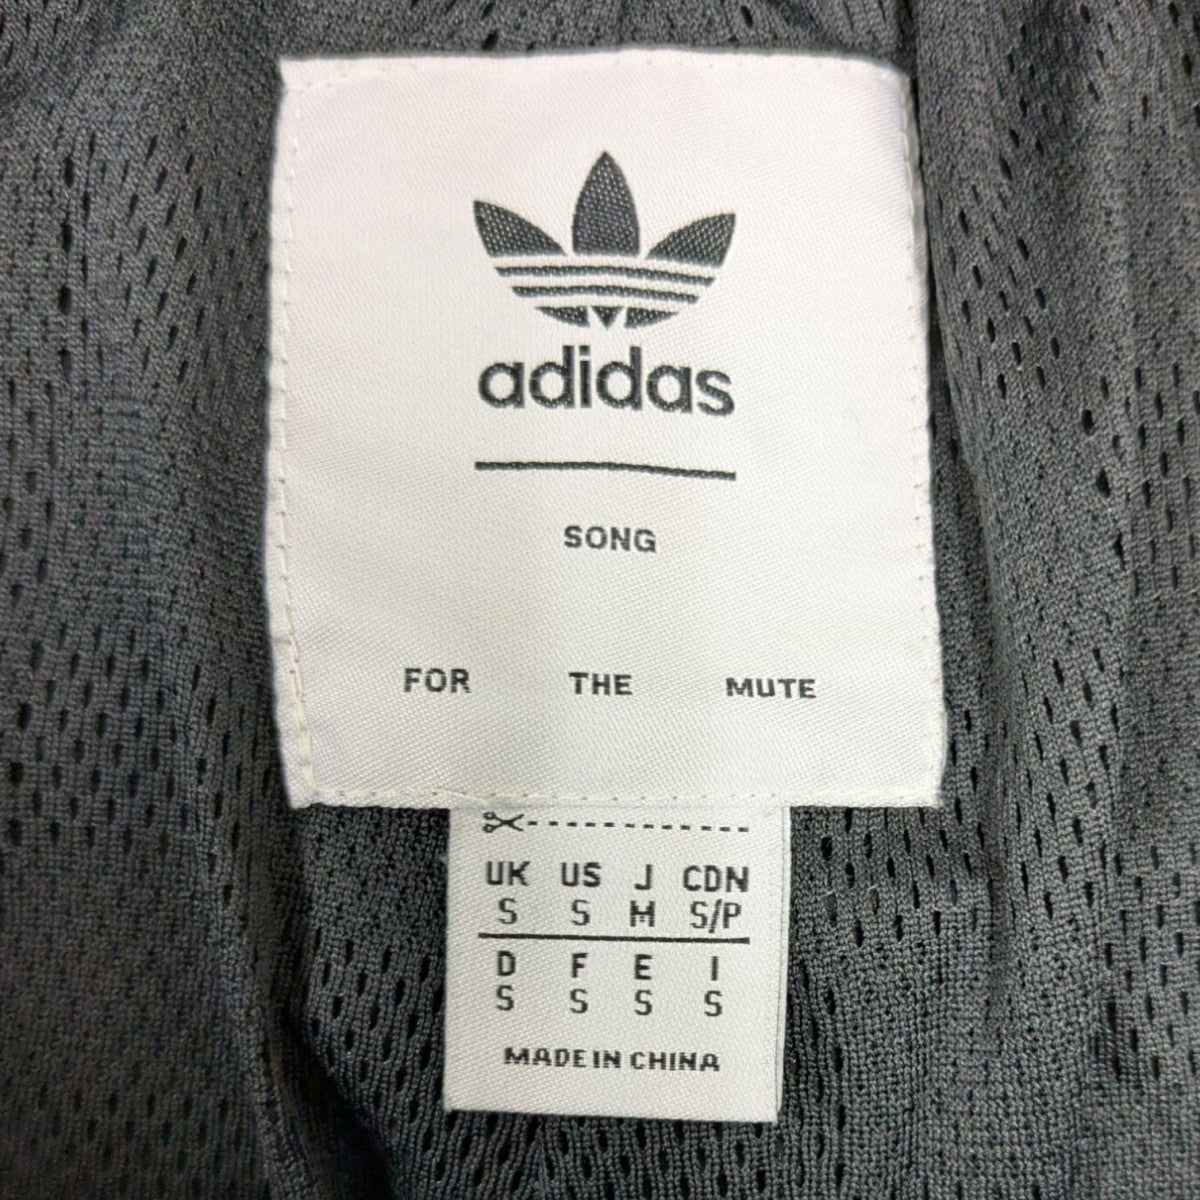 adidas
SONG
FOR THE MUTE
UK US J CDN
S S M S/P
D F E I
S S S S
MADE IN CHINA